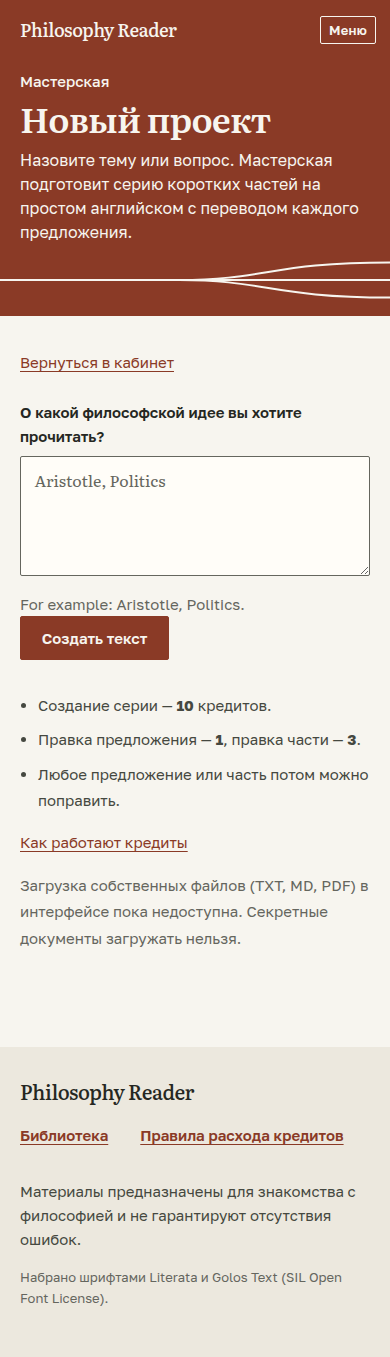 Philosophy Reader
Меню
Мастерская
Новый проект
Назовите тему или вопрос. Мастерская
подготовит серию коротких частей на
простом английском с переводом каждого
предложения.
Вернуться в кабинет
О какой философской идее вы хотите
прочитать?
Aristotle, Politics
For example: Aristotle, Politics.
Создать текст
Создание серии — 10 кредитов.
Правка предложения — 1, правка части — 3.
Любое предложение или часть потом можно
поправить.
Как работают кредиты
Загрузка собственных файлов (TXT, MD, PDF) в
интерфейсе пока недоступна. Секретные
документы загружать нельзя.
Philosophy Reader
Библиотека Правила расхода кредитов
Материалы предназначены для знакомства с
философией и не гарантируют отсутствия
ошибок.
Набрано шрифтами Literata и Golos Text (SIL Open
Font License).